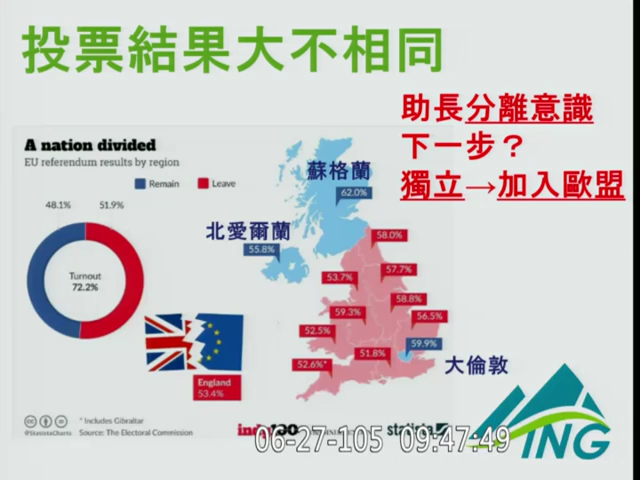 投票結果大不相同
助長分離意識
下一步？
獨立→加入歐盟
A nation divided
EU referendum results by region
Remain
Leave
48.1%
51.9%
Turnout
72.2%
蘇格蘭
62.0%
北愛爾蘭
55.8%
58.0%
57.7%
53.7%
58.8%
59.3%
56.5%
52.5%
59.9%
51.8%
52.6%*
大倫敦
England
53.4%
* Includes Gibraltar
@StatistaCharts
Source: The Electoral Commission
indy100
statista
06-27-105 09:47:49
ING